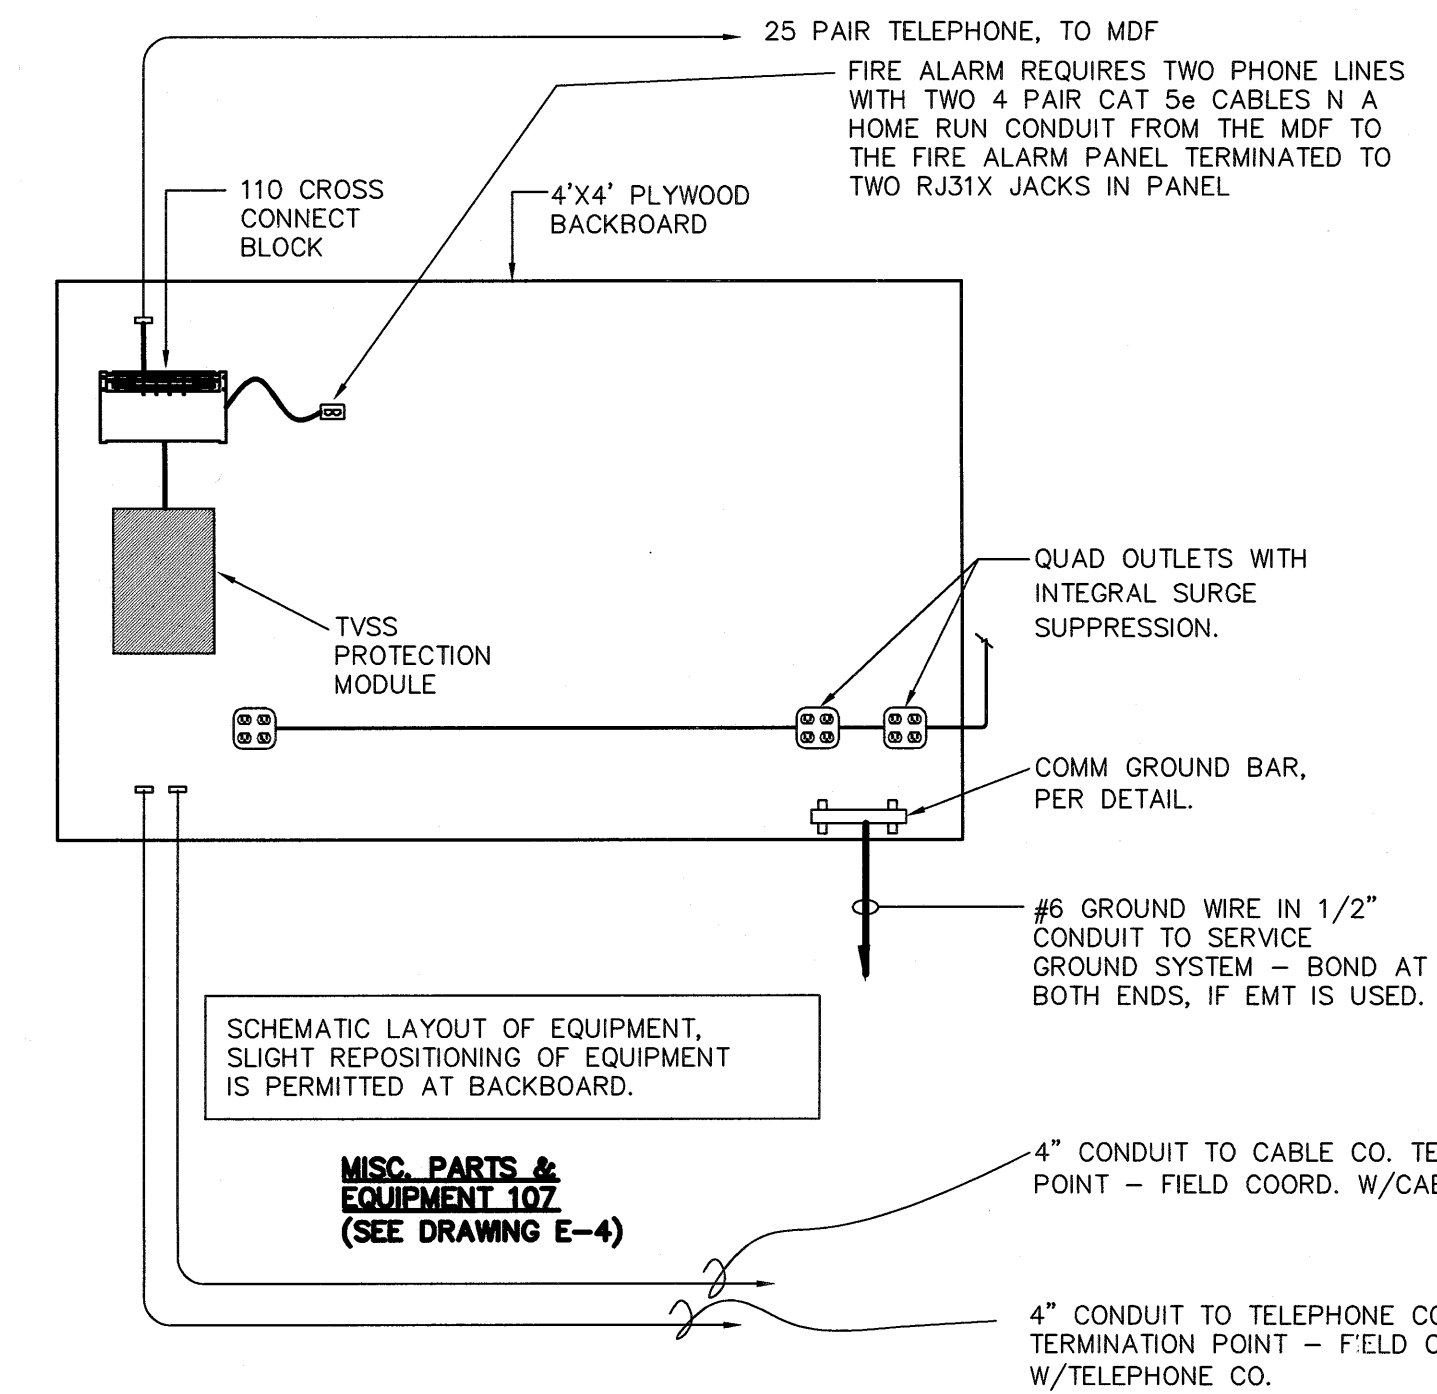 25 PAIR TELEPHONE, TO MDF
FIRE ALARM REQUIRES TWO PHONE LINES
WITH TWO 4 PAIR CAT 5e CABLES N A
HOME RUN CONDUIT FROM THE MDF TO
THE FIRE ALARM PANEL TERMINATED TO
TWO RJ31X JACKS IN PANEL
110 CROSS
CONNECT
BLOCK
4'X4' PLYWOOD
BACKBOARD
QUAD OUTLETS WITH
INTEGRAL SURGE
SUPPRESSION.
TVSS
PROTECTION
MODULE
COMM GROUND BAR,
PER DETAIL.
#6 GROUND WIRE IN 1/2"
CONDUIT TO SERVICE
GROUND SYSTEM – BOND AT
BOTH ENDS, IF EMT IS USED.
SCHEMATIC LAYOUT OF EQUIPMENT,
SLIGHT REPOSITIONING OF EQUIPMENT
IS PERMITTED AT BACKBOARD.
MISC. PARTS &
EQUIPMENT 107
(SEE DRAWING E–4)
4" CONDUIT TO CABLE CO.
POINT – FIELD COORD.
4" CONDUIT TO TELEPHONE
TERMINATION POINT – FIELD
W/TELEPHONE CO.